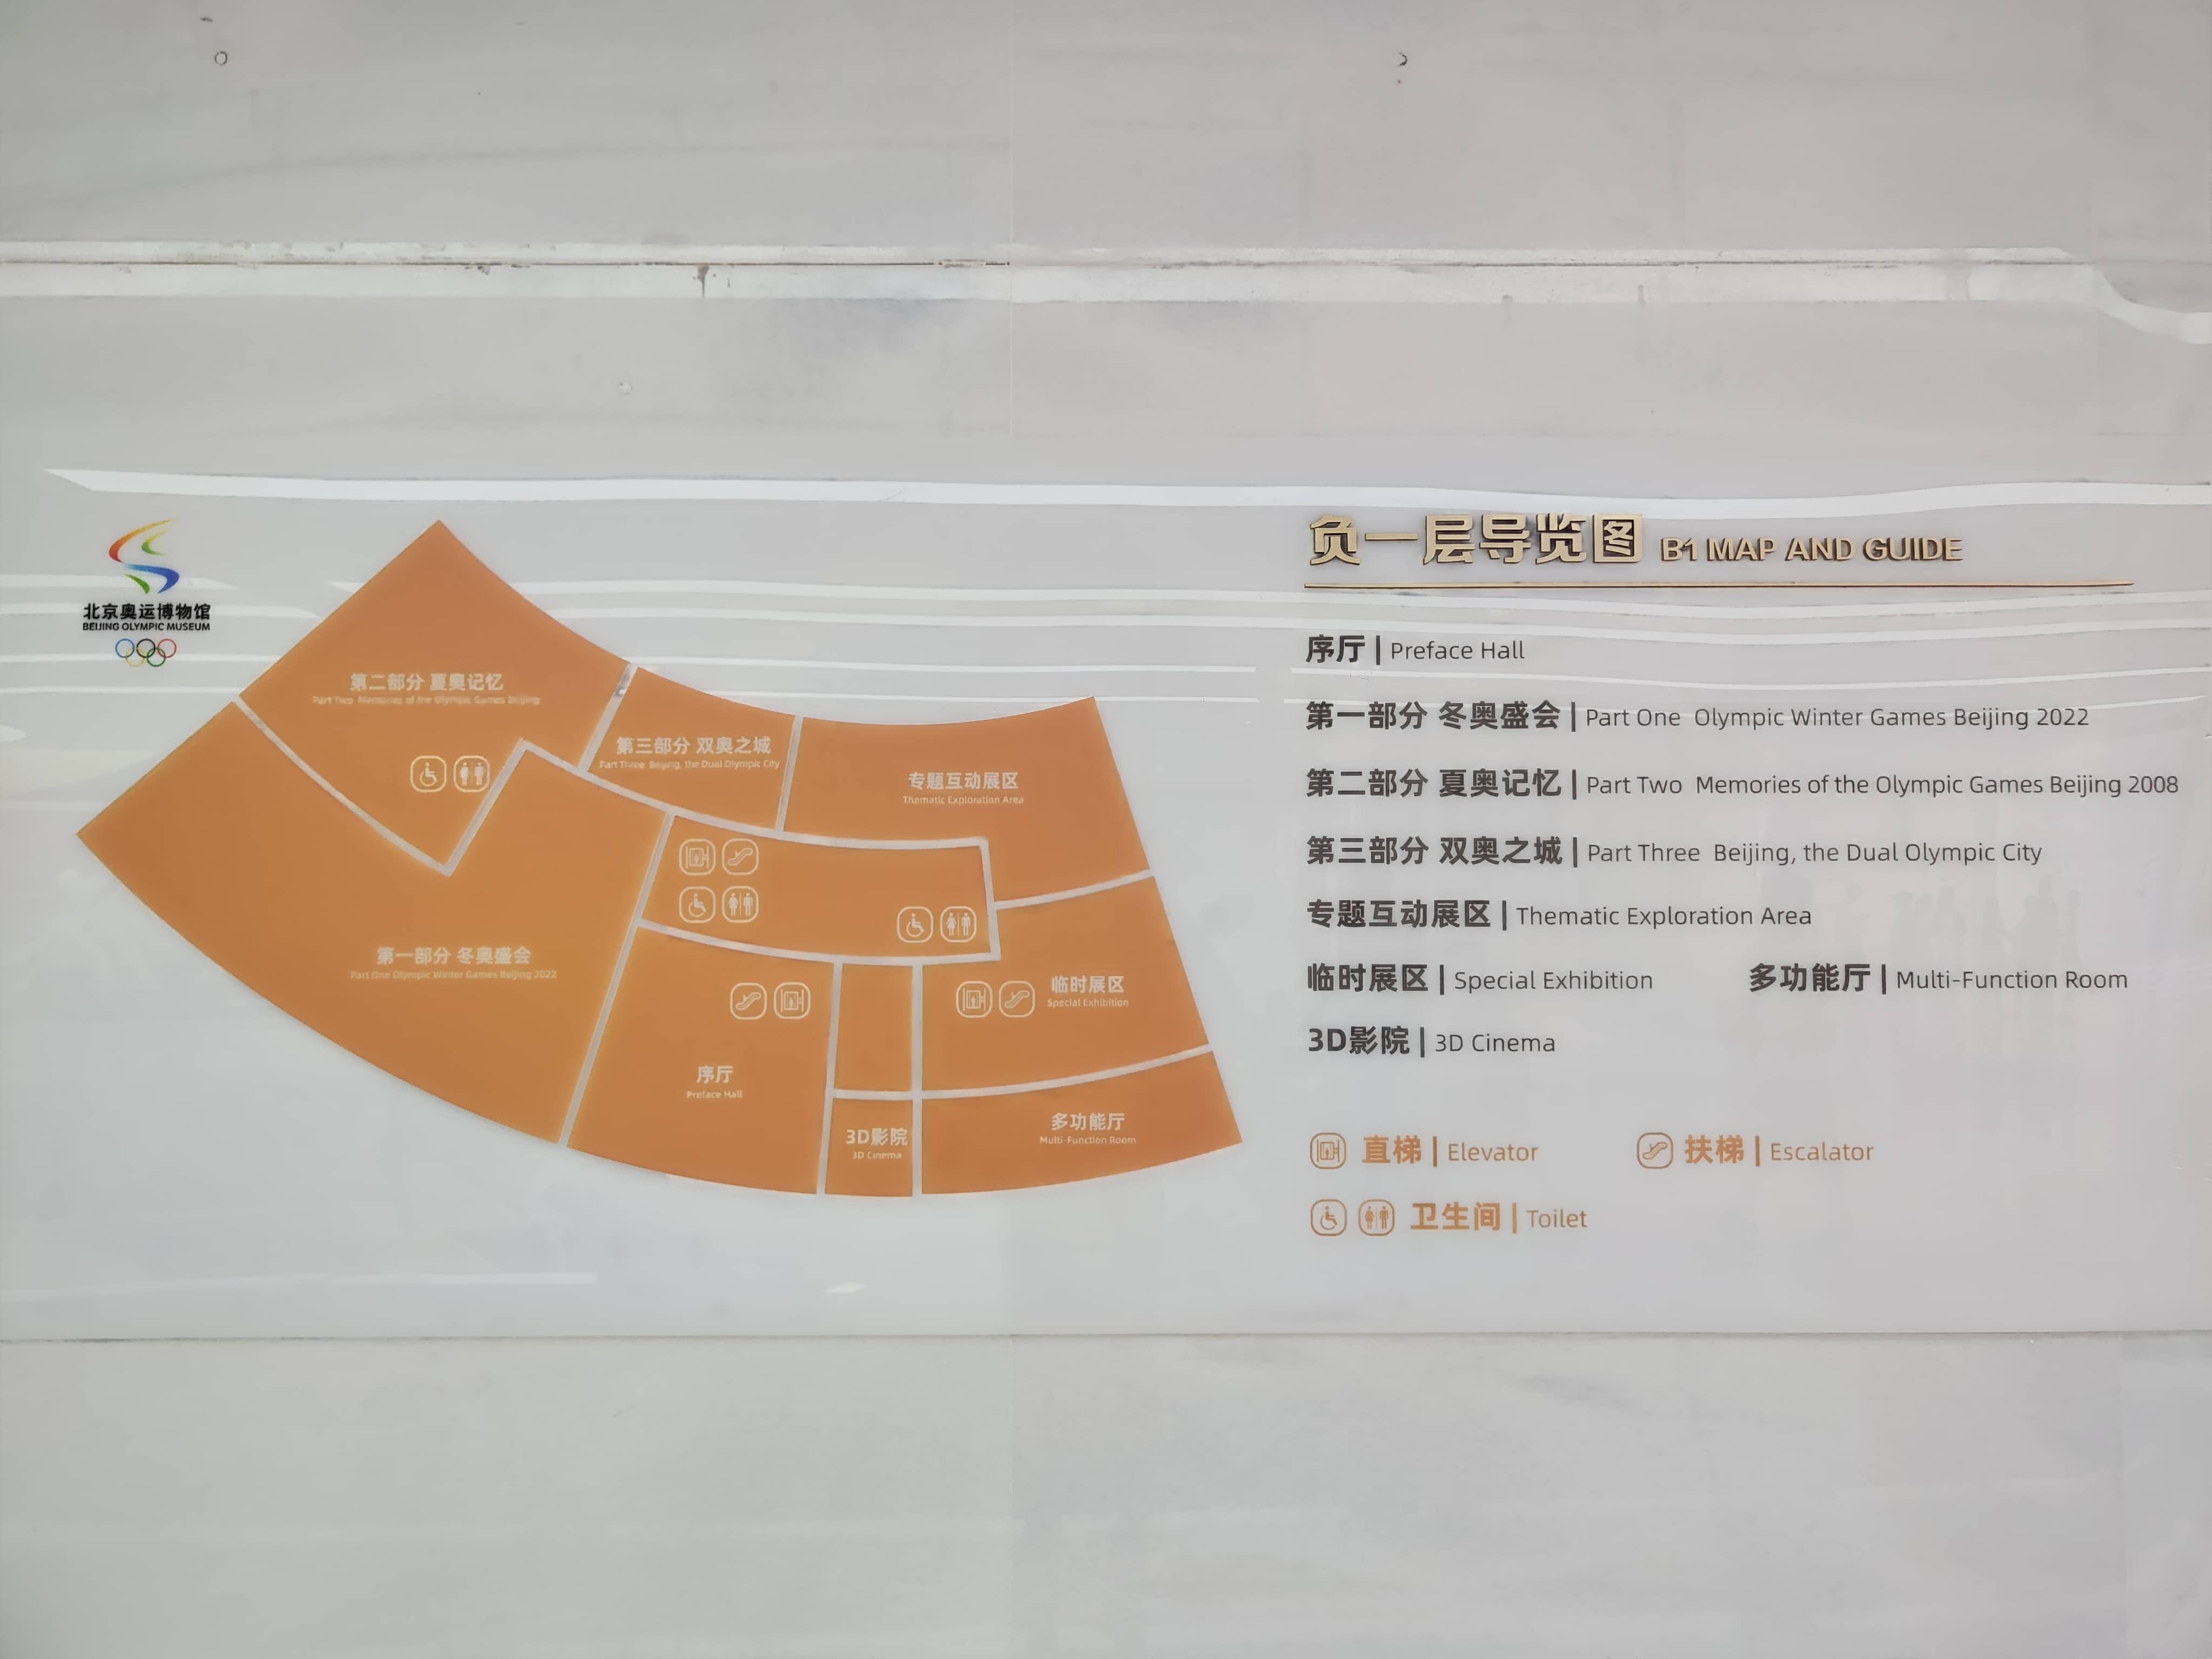 北京奥运博物馆
BEIJING OLYMPIC MUSEUM
负一层导览图 B1 MAP AND GUIDE
序厅 | Preface Hall
第一部分 冬奥盛会 | Part One Olympic Winter Games Beijing 2022
第二部分 夏奥记忆 | Part Two Memories of the Olympic Games Beijing 2008
第三部分 双奥之城 | Part Three Beijing, the Dual Olympic City
专题互动展区 | Thematic Exploration Area
临时展区 | Special Exhibition 多功能厅 | Multi-Function Room
3D影院 | 3D Cinema
直梯 | Elevator 扶梯 | Escalator
卫生间 | Toilet
第二部分 夏奥记忆
Part Two Memories of the Olympic Games Beijing
第三部分 双奥之城
Part Three Beijing, the Dual Olympic City
专题互动展区
Thematic Exploration Area
第一部分 冬奥盛会
Part One Olympic Winter Games Beijing 2022
临时展区
Special Exhibition
序厅
Preface Hall
3D影院
3D Cinema
多功能厅
Multi-Function Room